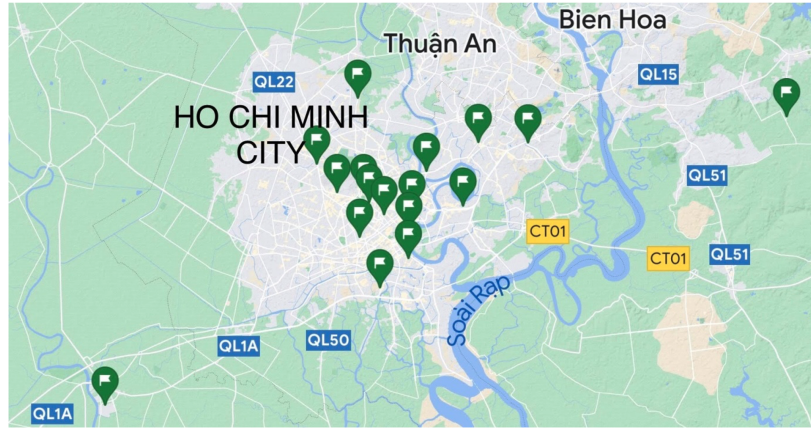 Bien Hoa
Thuận An
QL15
QL22
HO CHI MINH
CITY
QL51
CT01
CT01
QL51
Soài Rạp
QL1A
QL50
QL1A